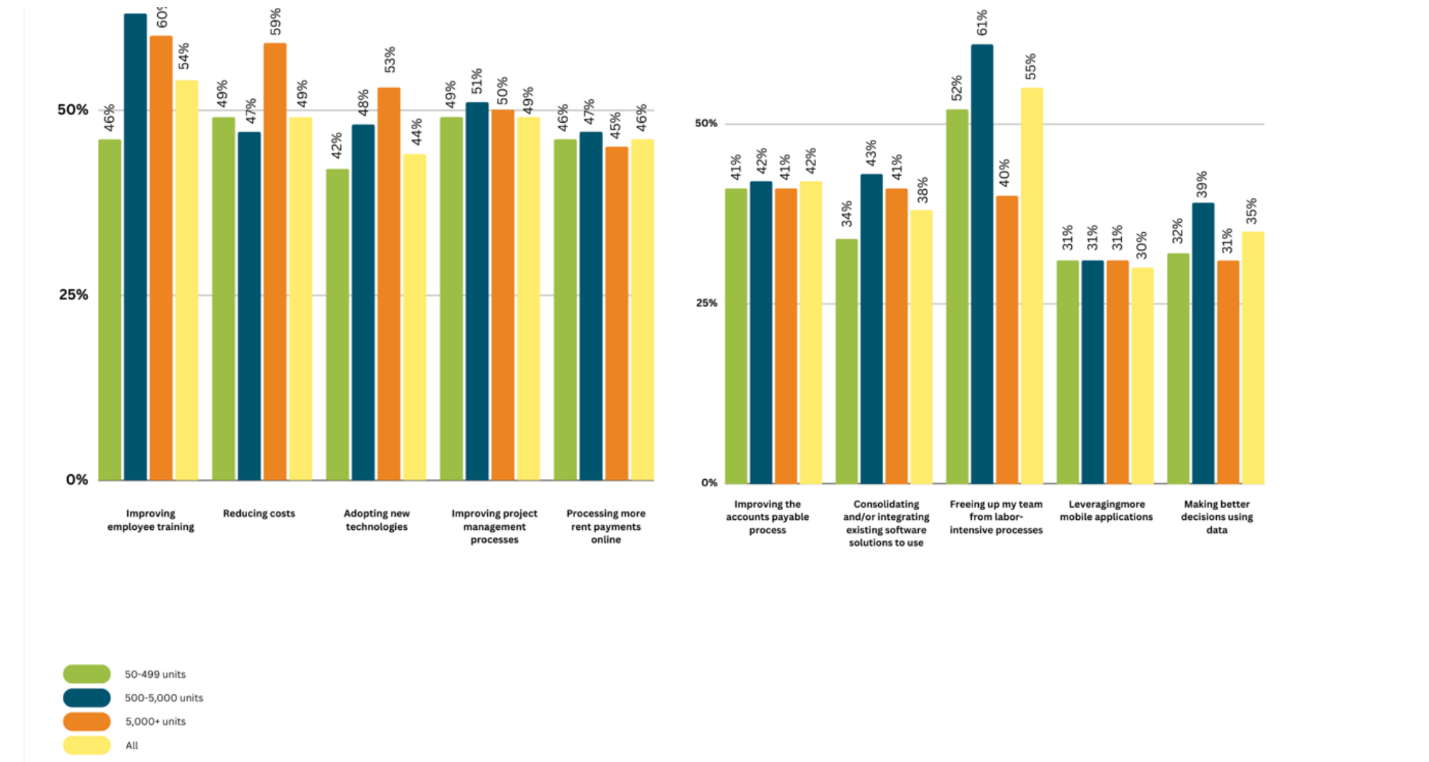 60%
59%
54%
53%
46%
49%
47%
49%
42%
48%
44%
49%
51%
50%
49%
46%
47%
45%
46%
50%
25%
0%
Improving
employee training
Reducing costs
Adopting new
technologies
Improving project
management
processes
Processing more
rent payments
online
61%
55%
52%
41%
42%
41%
42%
34%
43%
41%
38%
40%
31%
31%
31%
30%
32%
39%
31%
35%
50%
25%
0%
Improving the
accounts payable
process
Consolidating
and/or integrating
existing software
solutions to use
Freeing up my team
from labor-
intensive processes
Leveragingmore
mobile applications
Making better
decisions using
data
50-499 units
500-5,000 units
5,000+ units
All